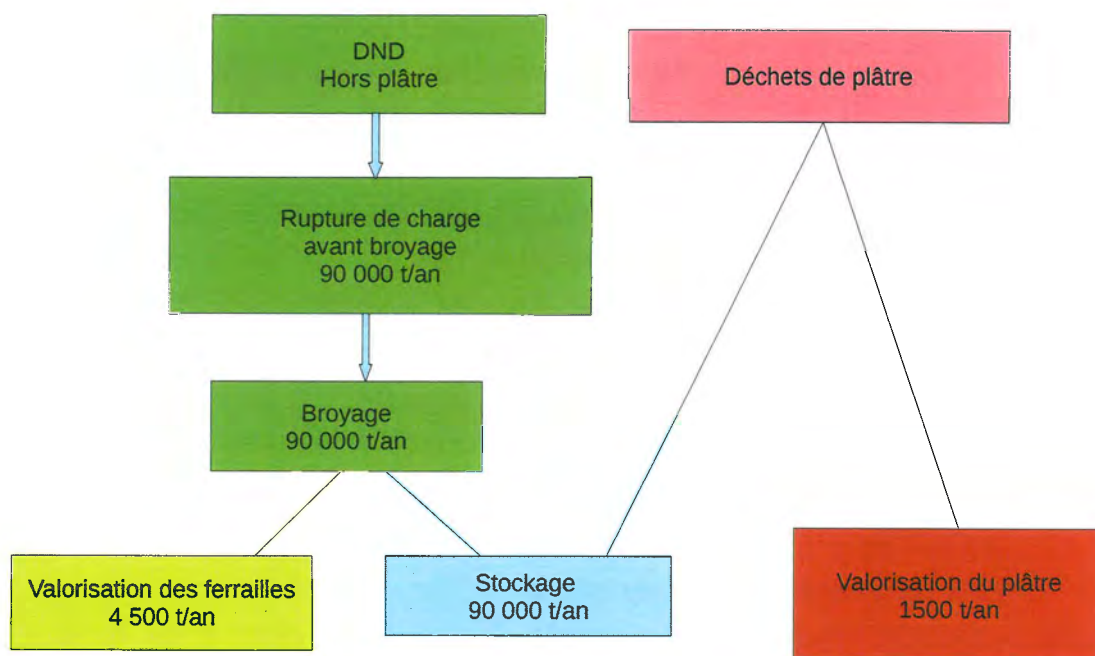 DND
Hors plâtre
Déchets de plâtre
Rupture de charge
avant broyage
90 000 t/an
Broyage
90 000 t/an
Valorisation des ferrailles
4 500 t/an
Stockage
90 000 t/an
Valorisation du plâtre
1500 t/an